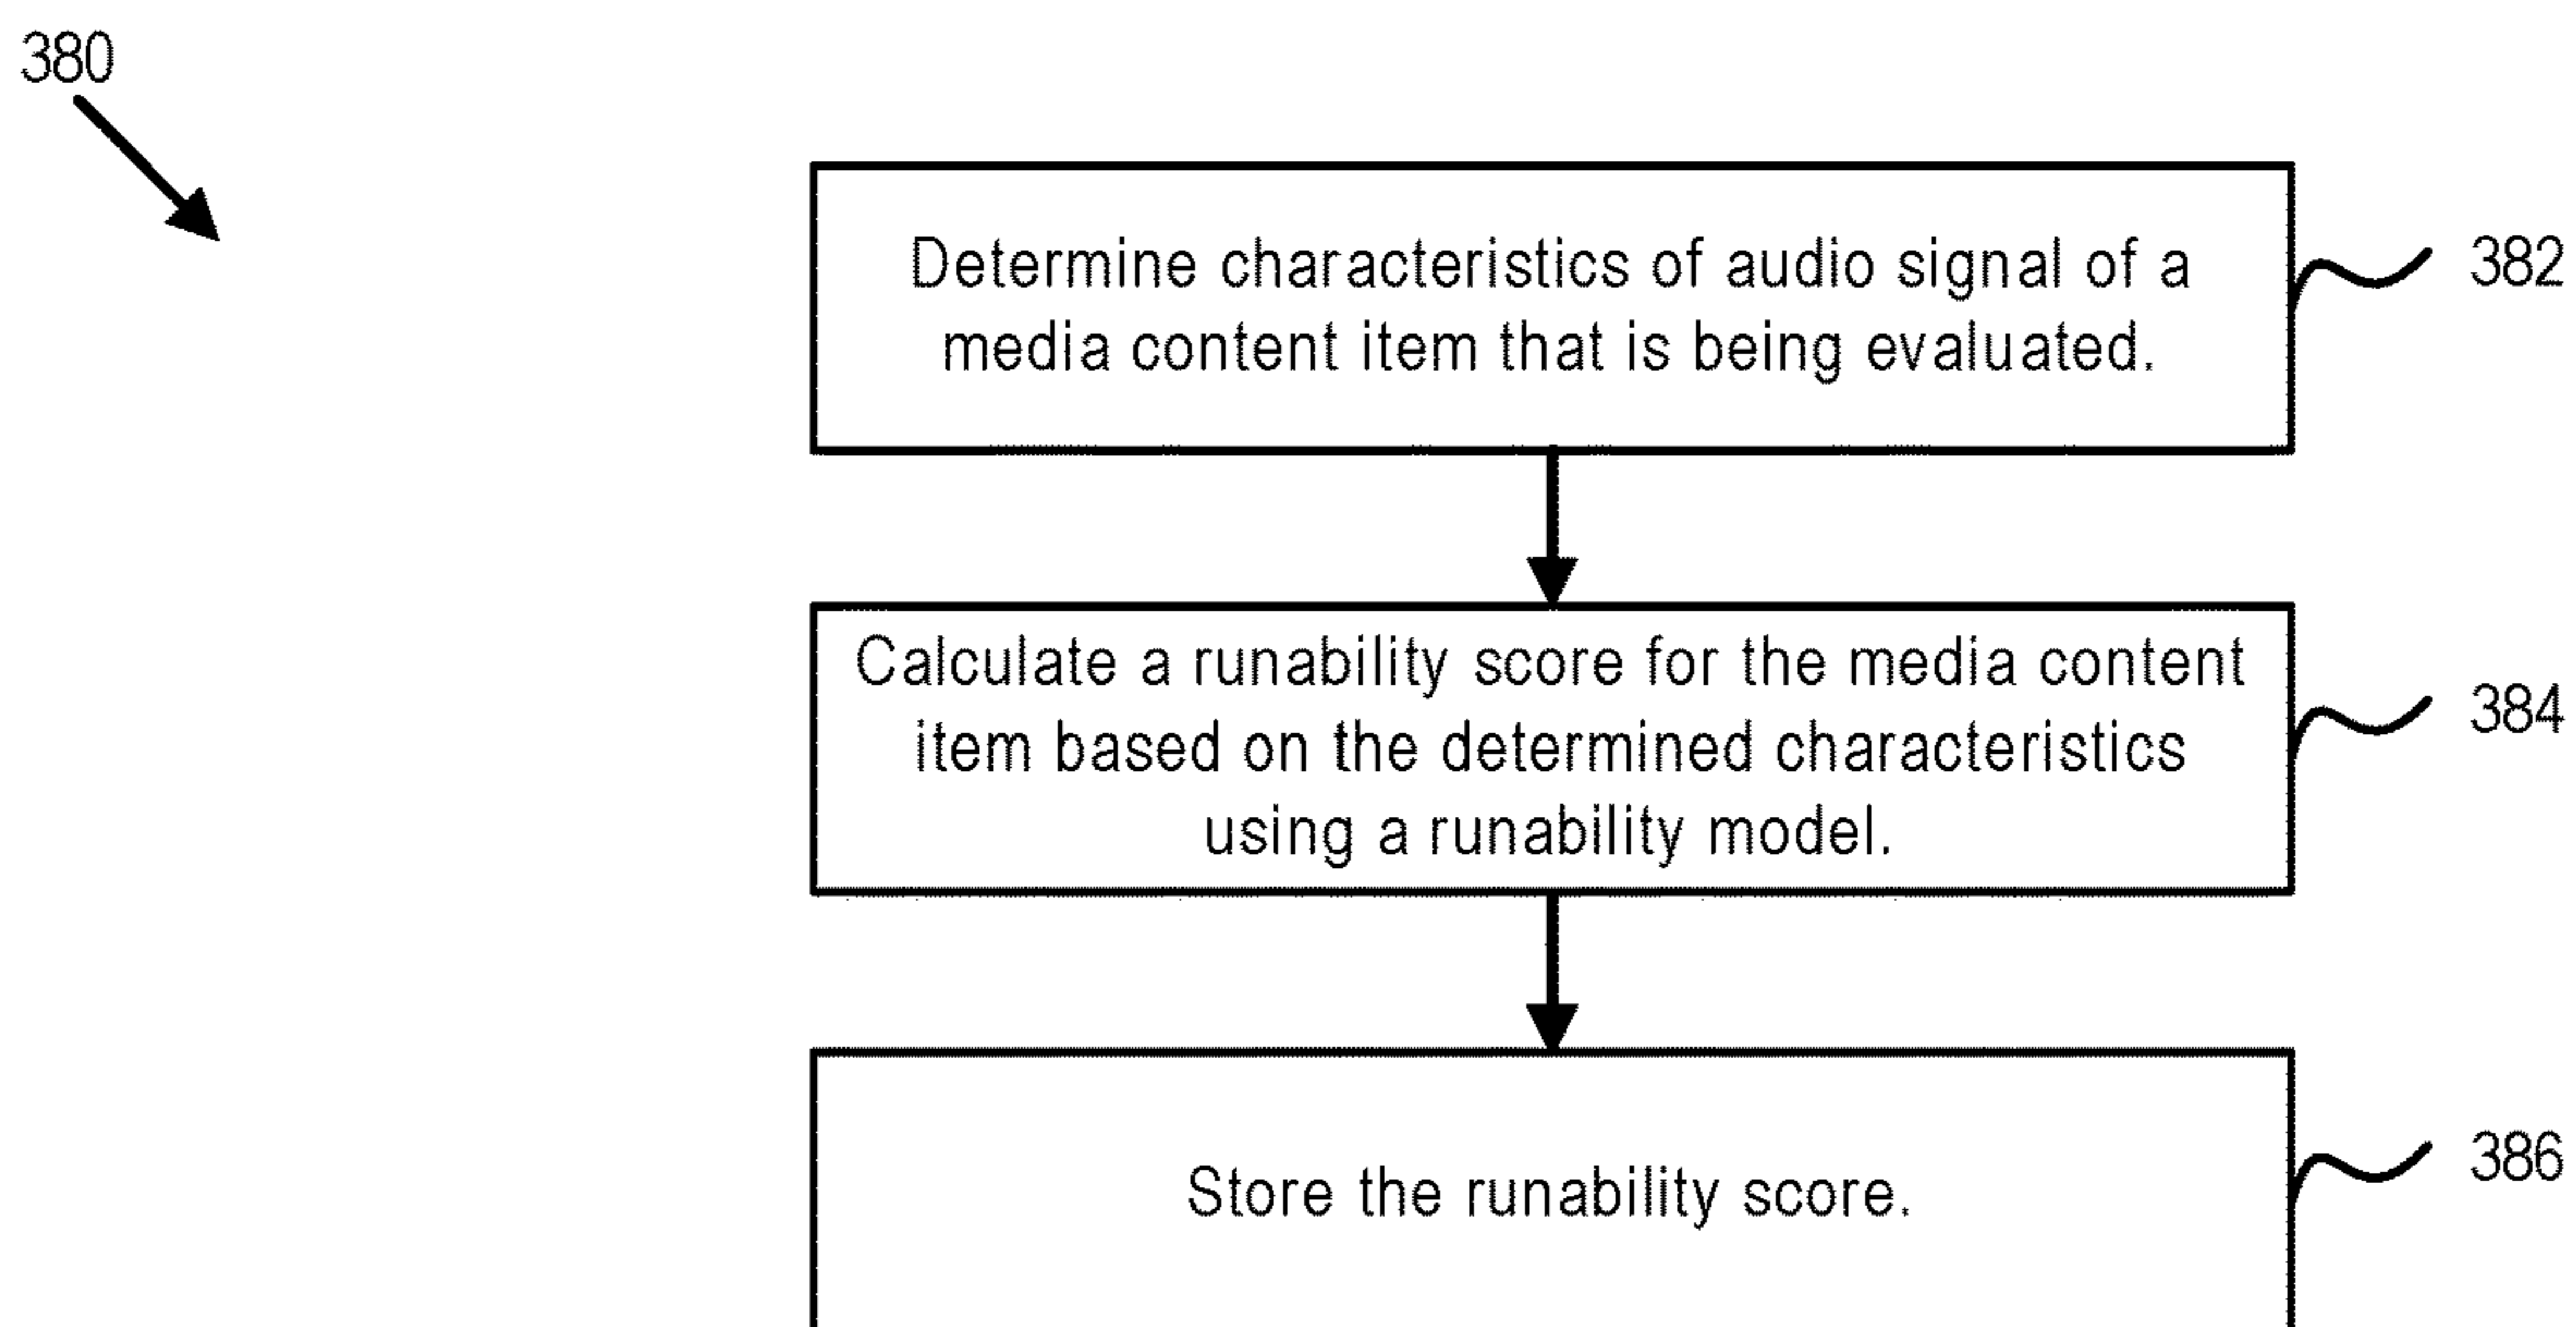 380
Determine characteristics of audio signal of a
media content item that is being evaluated.
382
Calculate a runability score for the media content
item based on the determined characteristics
using a runability model.
384
Store the runability score.
386